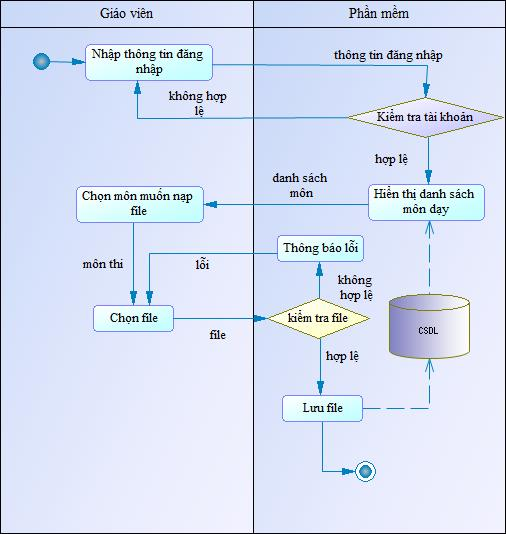 Giáo viên
Phần mềm
Nhập thông tin đăng
nhập
thông tin đăng nhập
không hợp
lệ
Kiểm tra tài khoản
hợp lệ
danh sách
môn
Chọn môn muốn nạp
file
Hiển thị danh sách
môn dạy
Thông báo lỗi
môn thi
lỗi
không
hợp lệ
Chọn file
file
kiểm tra file
CSDL
hợp lệ
Lưu file